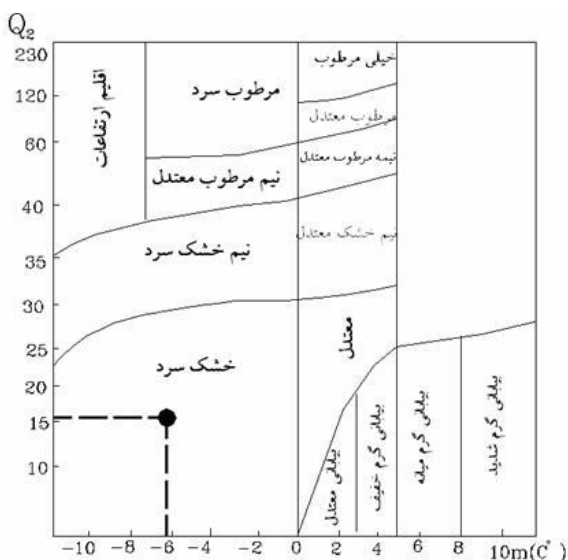 Q2
230
120
60
40
35
30
25
20
15
10
-10 -8 -6 -4 -2 0 2 4 6 8 10 m(C°)
اقلیم ارتفاعات
مرطوب سرد
خیلی مرطوب
مرطوب معتدل
نیمه مرطوب معتدل
نیم مرطوب معتدل
نیم خشک معتدل
نیم خشک سرد
معتدل
خشک سرد
بیابانی معتدل
بیابانی گرم خفیف
بیابانی گرم میانه
بیابانی گرم شدید